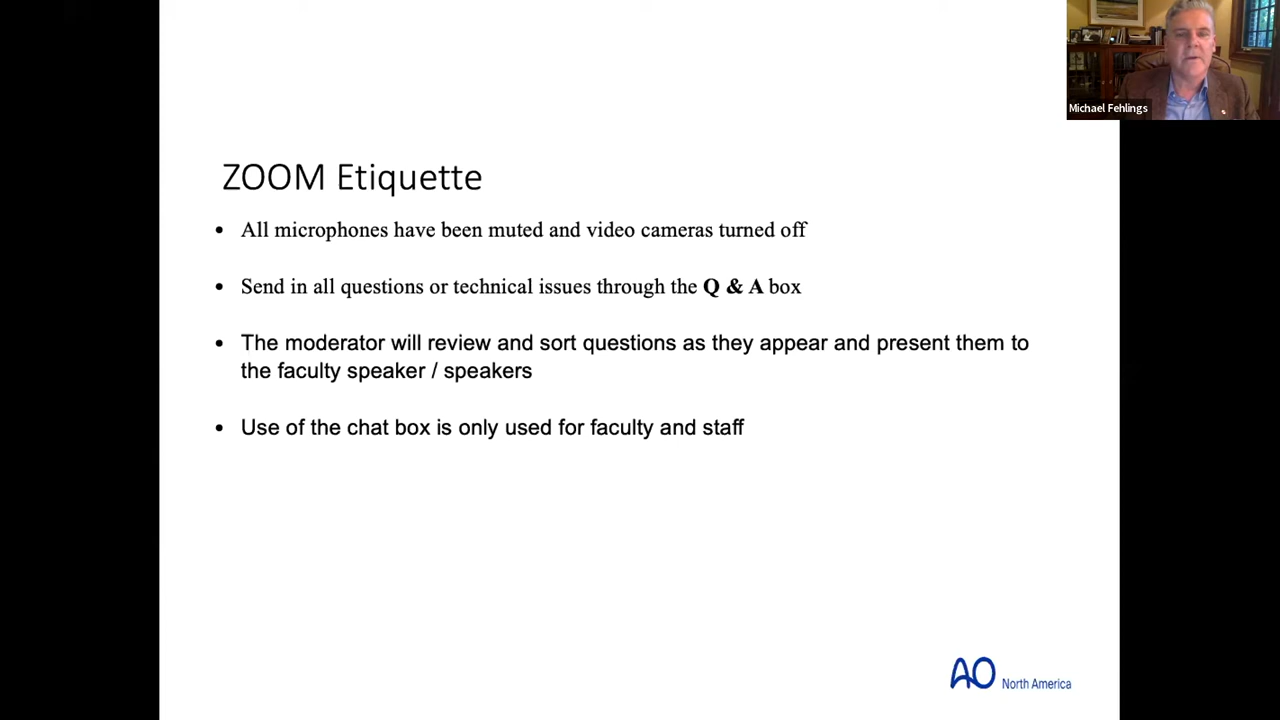 Michael Fehlings
ZOOM Etiquette
• All microphones have been muted and video cameras turned off
• Send in all questions or technical issues through the Q & A box
• The moderator will review and sort questions as they appear and present them to
the faculty speaker / speakers
• Use of the chat box is only used for faculty and staff
AO North America